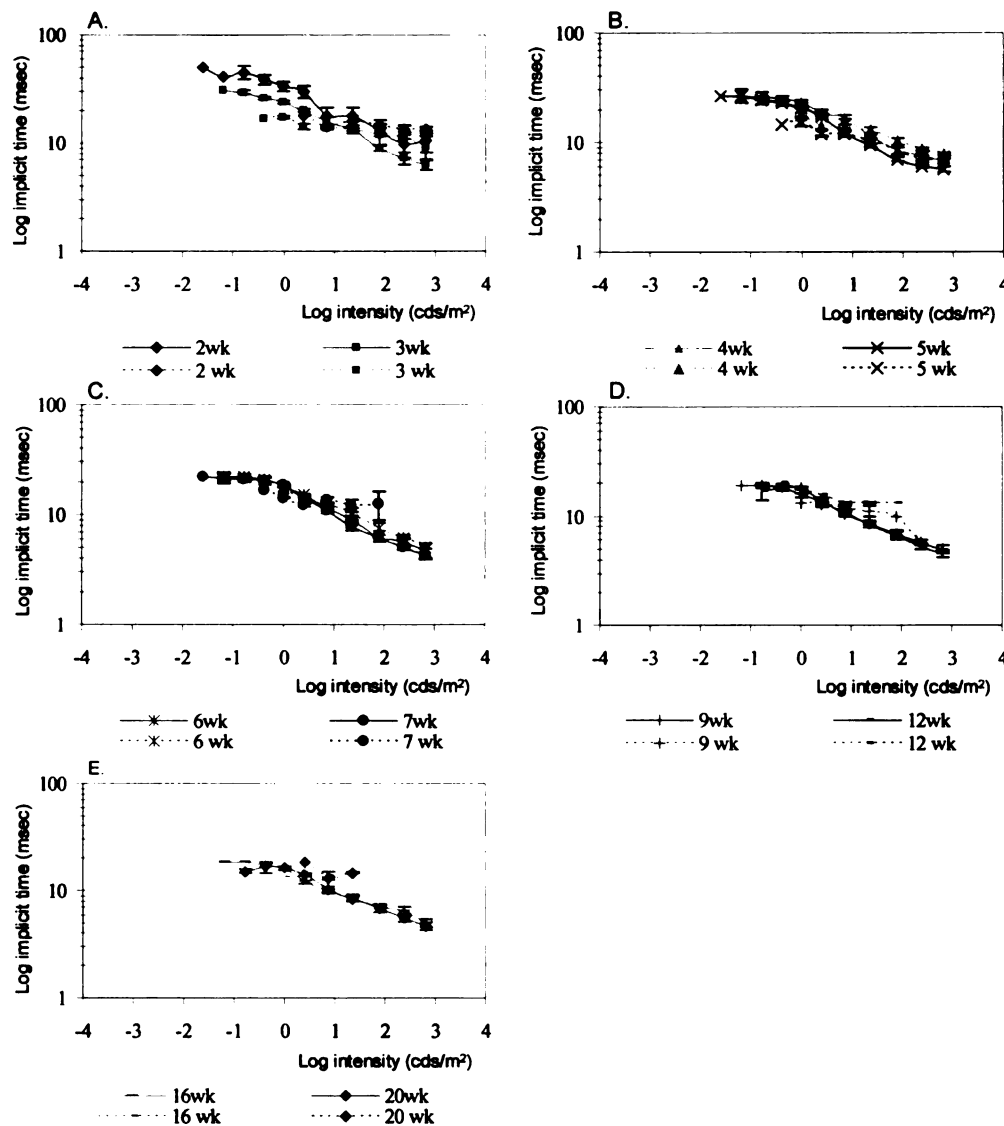 A.
B.
100
10
1
Log implicit time (msec)
-4 -3 -2 -1 0 1 2 3 4
Log intensity (cds/m²)
2wk 3wk
2 wk 3 wk
100
10
1
Log implicit time (msec)
-4 -3 -2 -1 0 1 2 3 4
Log intensity (cds/m²)
4wk 5wk
4 wk 5 wk
C.
D.
100
10
1
Log implicit time (msec)
-4 -3 -2 -1 0 1 2 3 4
Log intensity (cds/m²)
6wk 7wk
6 wk 7 wk
100
10
1
Log implicit time (msec)
-4 -3 -2 -1 0 1 2 3 4
Log intensity (cds/m²)
9wk 12wk
9 wk 12 wk
E.
100
10
1
Log implicit time (msec)
-4 -3 -2 -1 0 1 2 3 4
Log intensity (cds/m²)
16wk 20wk
16 wk 20 wk